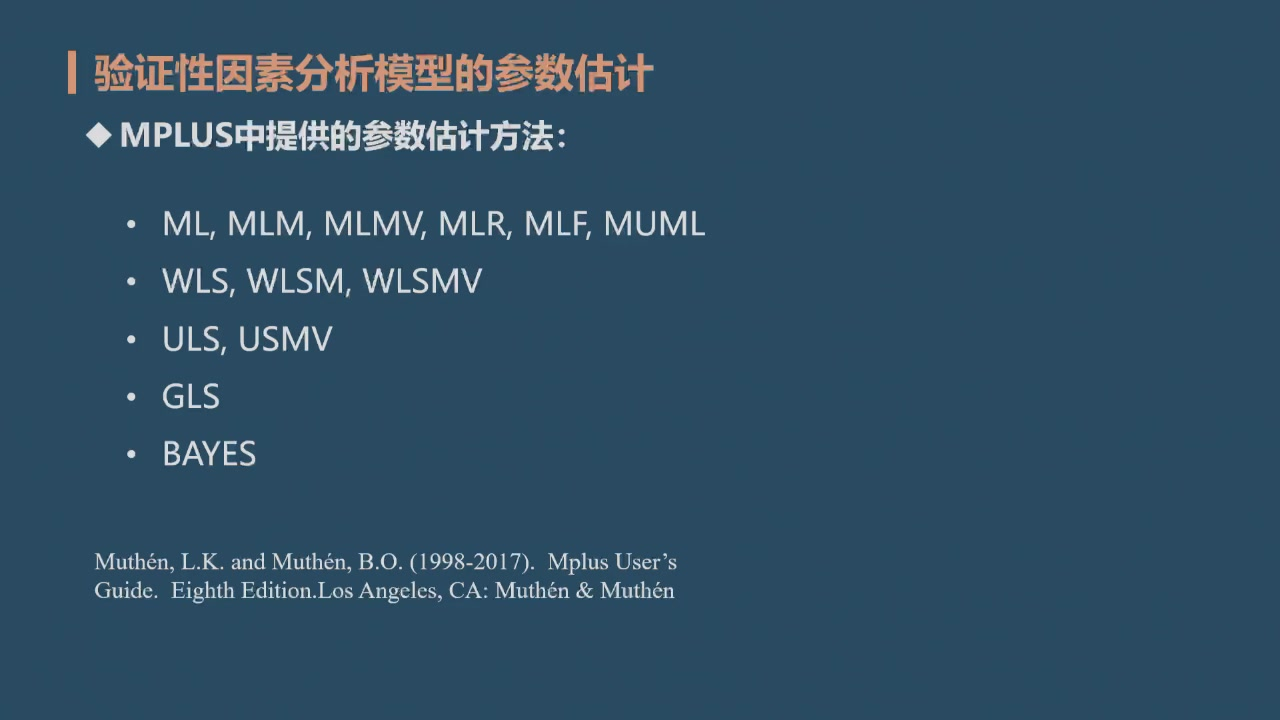 验证性因素分析模型的参数估计
◆ MPLUS中提供的参数估计方法：
• ML, MLM, MLMV, MLR, MLF, MUML
• WLS, WLSM, WLSMV
• ULS, USMV
• GLS
• BAYES
Muthén, L.K. and Muthén, B.O. (1998-2017).  Mplus User’s
Guide.  Eighth Edition.Los Angeles, CA: Muthén & Muthén